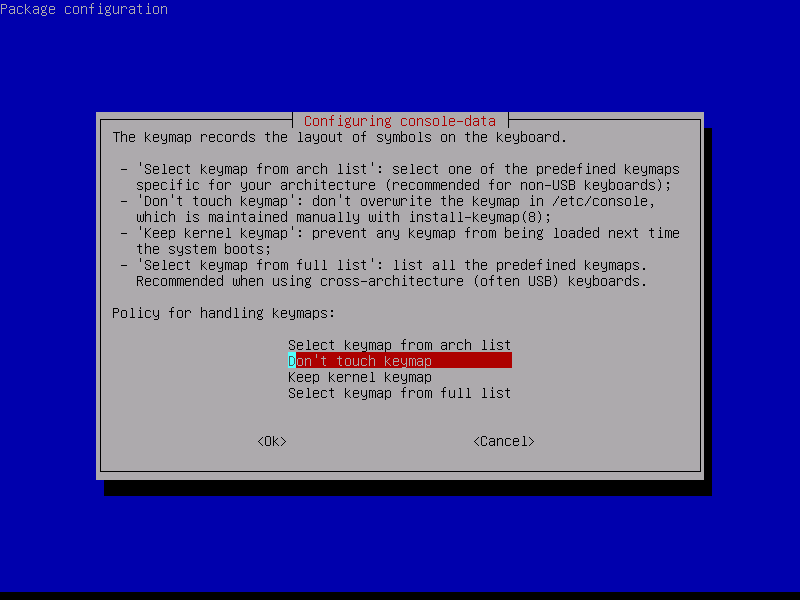 Package configuration
Configuring console-data
The keymap records the layout of symbols on the keyboard.
- 'Select keymap from arch list': select one of the predefined keymaps
specific for your architecture (recommended for non-USB keyboards);
- 'Don't touch keymap': don't overwrite the keymap in /etc/console,
which is maintained manually with install-keymap(8);
- 'Keep kernel keymap': prevent any keymap from being loaded next time
the system boots;
- 'Select keymap from full list': list all the predefined keymaps.
Recommended when using cross-architecture (often USB) keyboards.
Policy for handling keymaps:
Select keymap from arch list
Don't touch keymap
Keep kernel keymap
Select keymap from full list
<Ok> <Cancel>